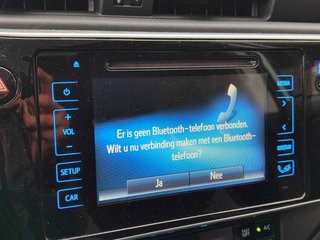 MEDIA
VOL
SETUP
CAR
Er is geen Bluetooth-telefoon verbonden.
Wilt u nu verbinding maken met een Bluetooth-
telefoon?
Ja
Nee
A/C